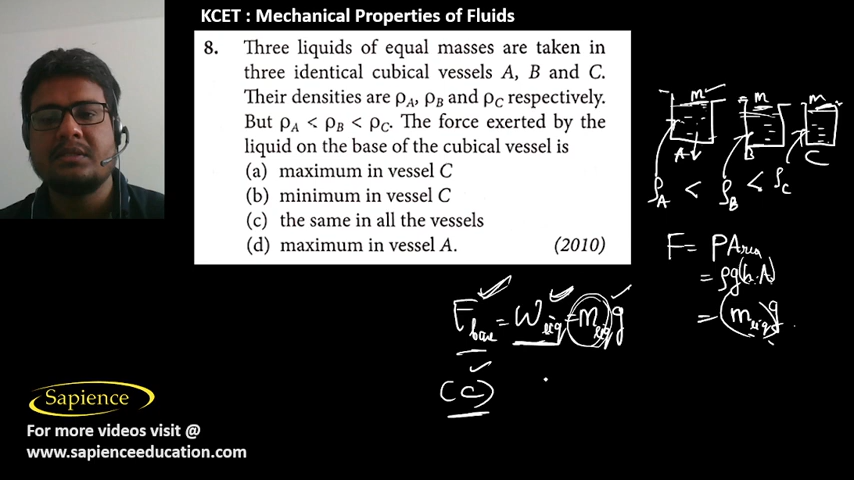 KCET : Mechanical Properties of Fluids
8. Three liquids of equal masses are taken in
three identical cubical vessels A, B and C.
Their densities are ρA, ρB and ρC respectively.
But ρA < ρB < ρC. The force exerted by the
liquid on the base of the cubical vessel is
(a) maximum in vessel C
(b) minimum in vessel C
(c) the same in all the vessels
(d) maximum in vessel A. (2010)
m m m
A B C
ρA < ρB < ρC
F = PArea
= ρg(h.A)
= (mliq)g
Fbase = Wliq = mliq g
(c)
Sapience
For more videos visit @
www.sapienceeducation.com